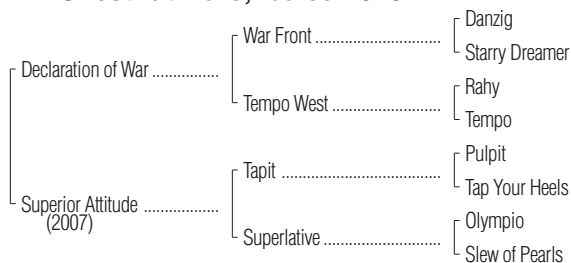 Danzig
War Front ..............................
Starry Dreamer
Declaration of War ................
Rahy
Tempo West ..........................
Tempo
Pulpit
Tapit ......................................
Tap Your Heels
Superior Attitude ..................
(2007)
Olympio
Superlative ............................
Slew of Pearls